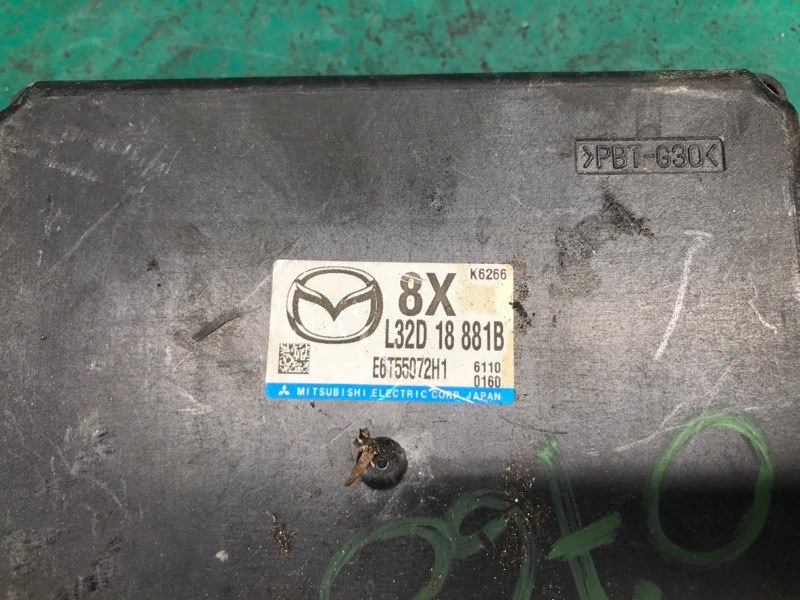 >PBT-G30<
8X K6266
L32D 18 881B
E6T55072H1 6110
0160
MITSUBISHI ELECTRIC CORP. JAPAN